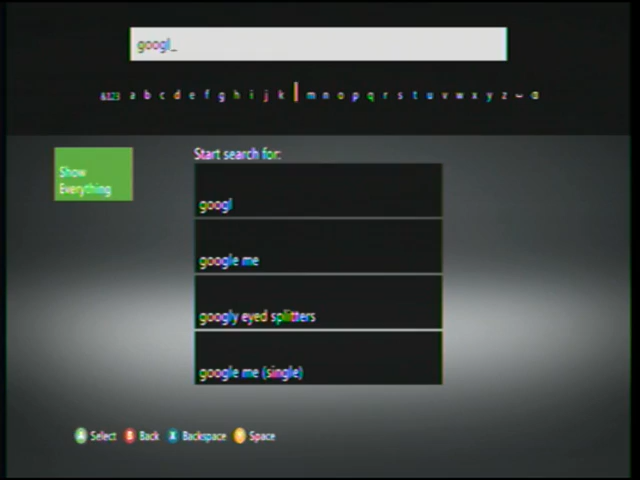 googl_
&123 a b c d e f g h i j k l m n o p q r s t u v w x y z
Show
Everything
Start search for:
googl
google me
googly eyed splitters
google me (single)
A Select B Back X Backspace Y Space